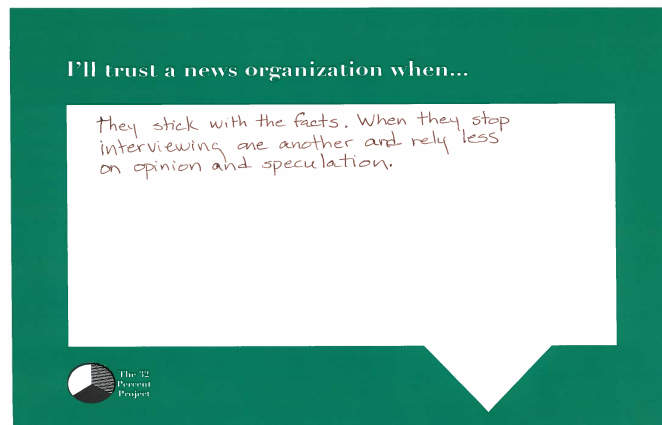 I'll trust a news organization when...
they stick with the facts. When they stop
interviewing one another and rely less
on opinion and speculation.
The 32
Percent
Project